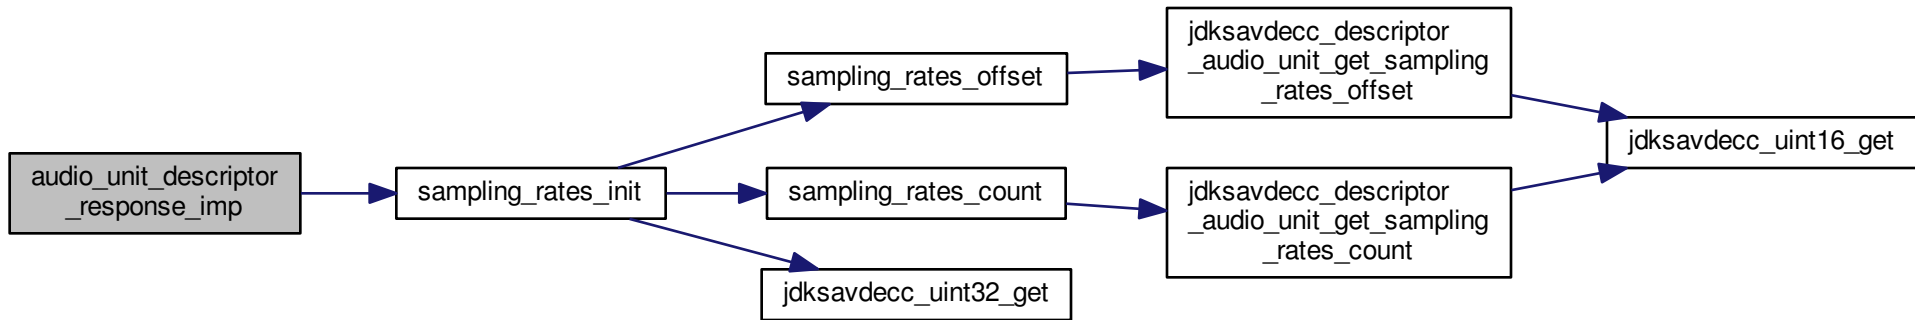 audio_unit_descriptor
_response_imp
sampling_rates_init
sampling_rates_offset
sampling_rates_count
jdksavdecc_uint32_get
jdksavdecc_descriptor
_audio_unit_get_sampling
_rates_offset
jdksavdecc_descriptor
_audio_unit_get_sampling
_rates_count
jdksavdecc_uint16_get